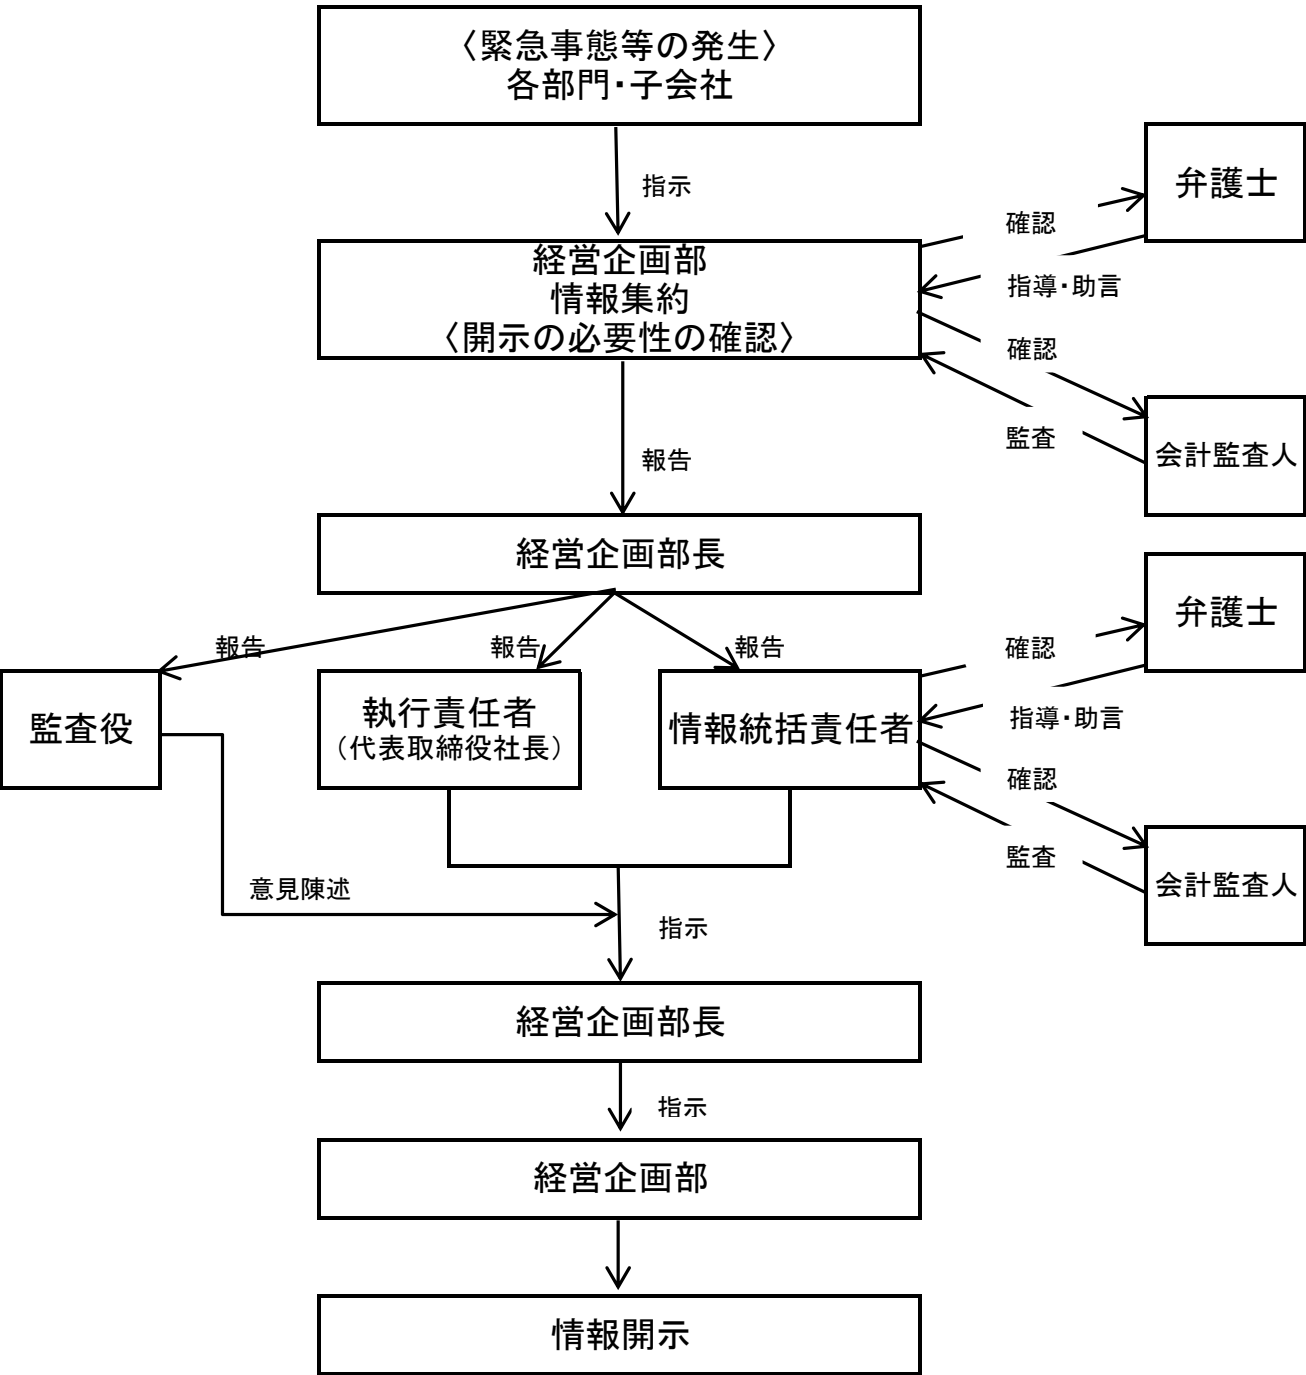 〈緊急事態等の発生〉
各部門・子会社
指示
弁護士
確認
経営企画部
情報集約
〈開示の必要性の確認〉
指導・助言
確認
監査
会計監査人
報告
経営企画部長
弁護士
報告
報告
報告
確認
監査役
執行責任者
（代表取締役社長）
情報統括責任者
指導・助言
確認
監査
会計監査人
意見陳述
指示
経営企画部長
指示
経営企画部
情報開示